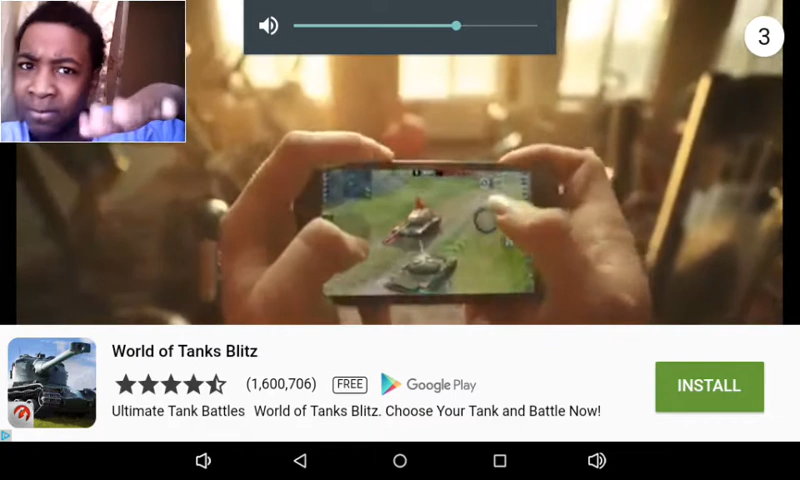 3
World of Tanks Blitz
(1,600,706) FREE Google Play
Ultimate Tank Battles World of Tanks Blitz. Choose Your Tank and Battle Now!
INSTALL